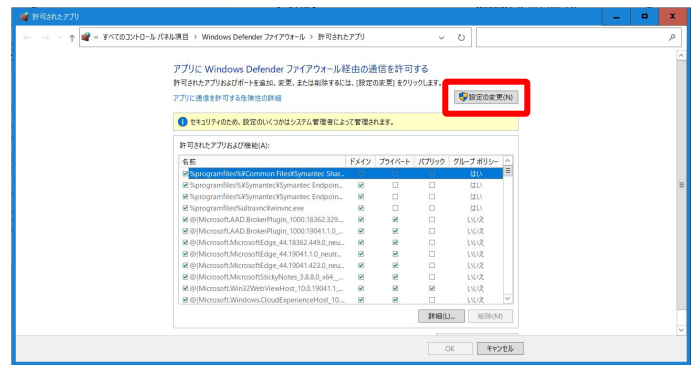 許可されたアプリ
すべてのコントロール パネル項目 > Windows Defender ファイアウォール > 許可されたアプリ
アプリに Windows Defender ファイアウォール経由の通信を許可する
許可されたアプリおよびポートを追加、変更、または削除するには、[設定の変更] をクリックします。
アプリに通信を許可する危険性の詳細
設定の変更(N)
セキュリティのため、設定のいくつかはシステム管理者によって管理されます。
許可されたアプリおよび機能(A):
名前 ドメイン プライベート パブリック グループ ポリシー
%programfiles%¥Common Files¥Symantec Shar... はい
%programfiles%¥Symantec¥Symantec Endpoin... はい
%programfiles%¥Symantec¥Symantec Endpoin... はい
%programfiles%ultravnc¥winvnc.exe はい
@{Microsoft.AAD.BrokerPlugin_1000.18362.329.... いいえ
@{Microsoft.AAD.BrokerPlugin_1000.19041.1.0_... いいえ
@{Microsoft.MicrosoftEdge_44.18362.449.0_neu... いいえ
@{Microsoft.MicrosoftEdge_44.19041.1.0_neutr... いいえ
@{Microsoft.MicrosoftEdge_44.19041.423.0_neu... いいえ
@{Microsoft.MicrosoftStickyNotes_3.8.8.0_x64__... いいえ
@{Microsoft.Win32WebViewHost_10.0.19041.1_... いいえ
@{Microsoft.Windows.CloudExperienceHost_10.... いいえ
詳細(L)... 削除(M)
OK キャンセル